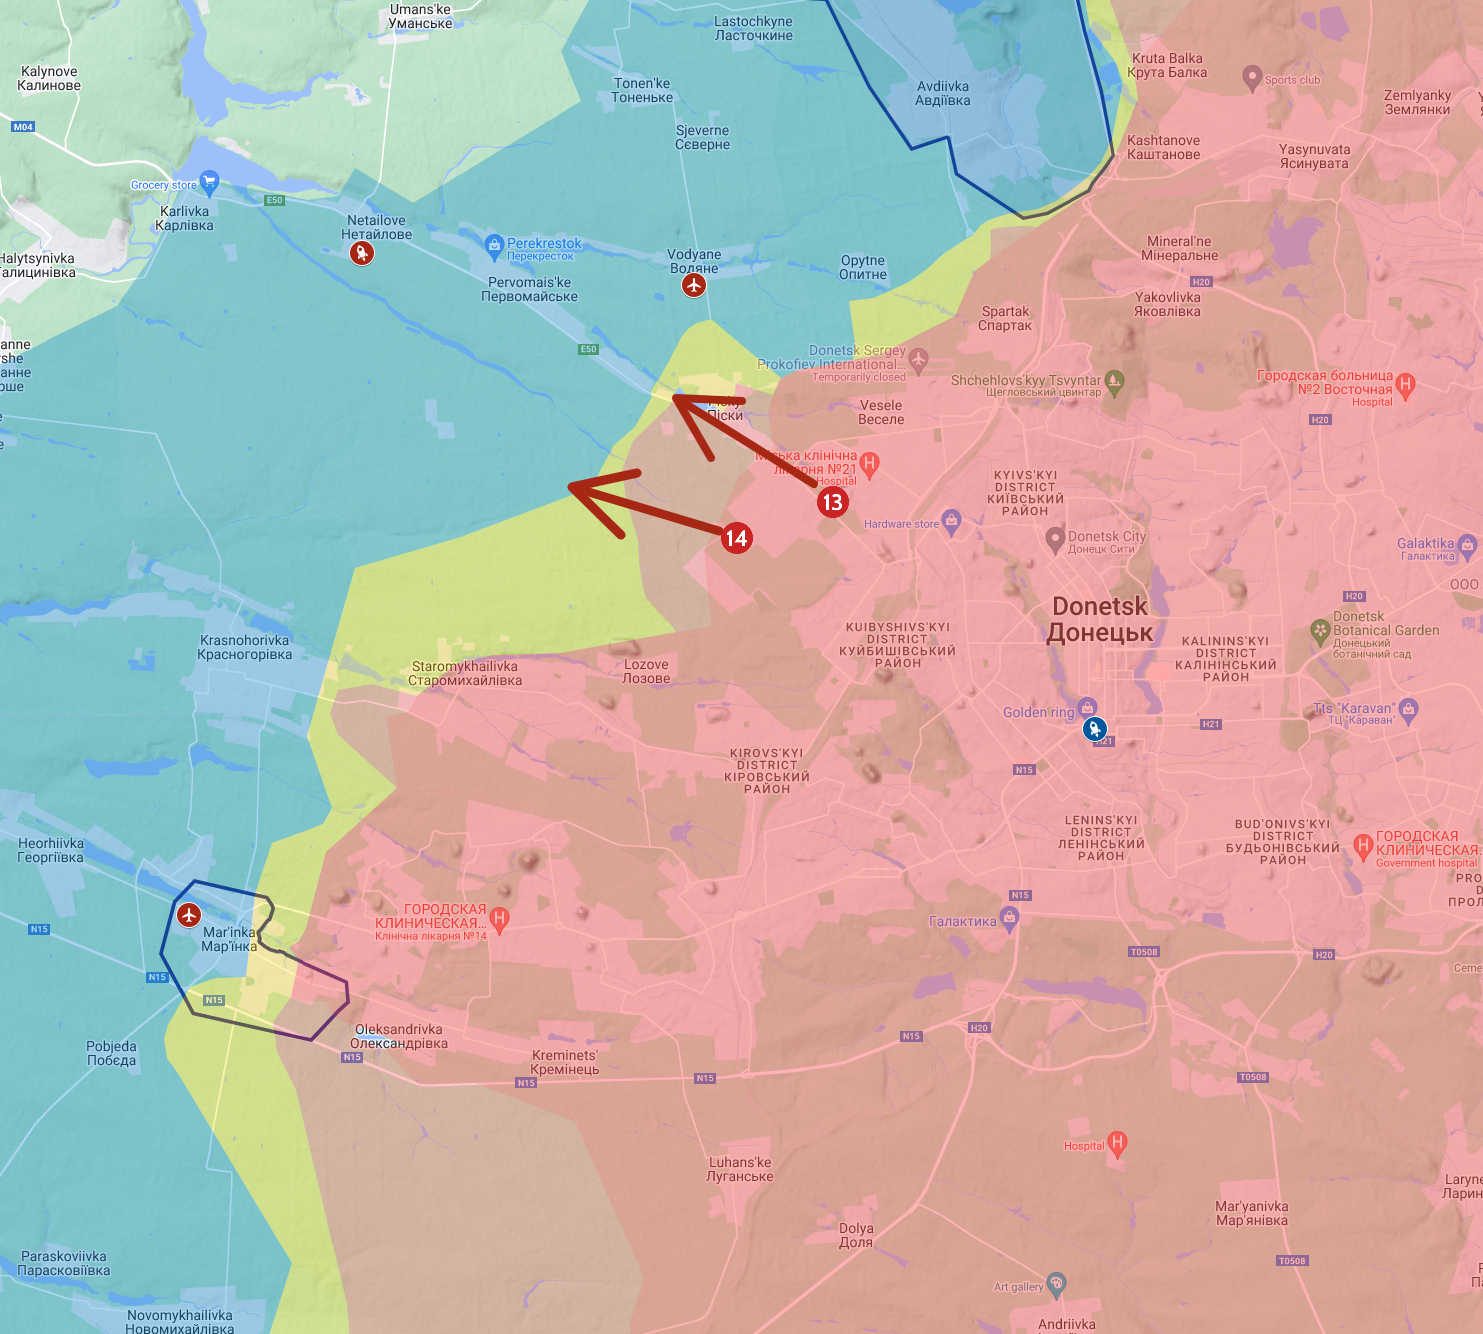 Umans'ke
Уманське
Lastochkyne
Ласточкине
Kruta Balka
Крута Балка
Sports club
Kalynove
Калинове
Tonen'ke
Тоненьке
Avdiivka
Авдіївка
Zemlyanky
Землянки
M04
Sjeverne
Сєверне
Kashtanove
Каштанове
Yasynuvata
Ясинувата
Grocery store
E50
Karlivka
Карлівка
Netailove
Нетайлове
Perekrestok
Перекресток
Vodyane
Водяне
Opytne
Опитне
Mineral'ne
Мінеральне
Halytsynivka
Галицинівка
Pervomais'ke
Первомайське
H20
Yakovlivka
Яковлівка
Spartak
Спартак
E50
Donetsk Sergey
Prokofiev International...
Temporarily closed
Shchehlovs'kyy Tsvyntar
Щегловський цвинтар
Городская больница
№2 Восточная
Hospital
Піски
Vesele
Веселе
H20
Міська клінічна
лікарня №21
Hospital
13
KYIVS'KYI
DISTRICT
КИЇВСЬКИЙ
РАЙОН
Hardware store
14
Donetsk City
Донецк Сити
Galaktika
Галактика
ООО
H20
Donetsk
Донецьк
Donetsk
Botanical Garden
Донецький
ботанічний сад
KUIBYSHIVS'KYI
DISTRICT
КУЙБИШІВСЬКИЙ
РАЙОН
KALININS'KYI
DISTRICT
КАЛІНІНСЬКИЙ
РАЙОН
Krasnohorivka
Красногорівка
Staromykhailivka
Старомихайлівка
Lozove
Лозове
Golden ring
H21
H21
Tts "Karavan"
ТЦ "Караван"
KIROVS'KYI
DISTRICT
КІРОВСЬКИЙ
РАЙОН
N15
LENINS'KYI
DISTRICT
ЛЕНІНСЬКИЙ
РАЙОН
BUD'ONIVS'KYI
DISTRICT
БУДЬОНІВСЬКИЙ
РАЙОН
ГОРОДСКАЯ
КЛИНИЧЕСКАЯ...
Government hospital
Heorhiivka
Георгіївка
N15
ГОРОДСКАЯ
КЛИНИЧЕСКАЯ...
Клінічна лікарня №14
Галактика
N15
Mar'inka
Мар'їнка
T0508
H20
N15
N15
Oleksandrivka
Олександрівка
H20
N15
Pobjeda
Побєда
N15
Kreminets'
Кремінець
N15
N15
T0508
Hospital
Luhans'ke
Луганське
Mar'yanivka
Мар'янівка
Dolya
Доля
Paraskoviivka
Парасковіївка
T0508
Art gallery
Novomykhailivka
Новомихайлівка
Andriivka